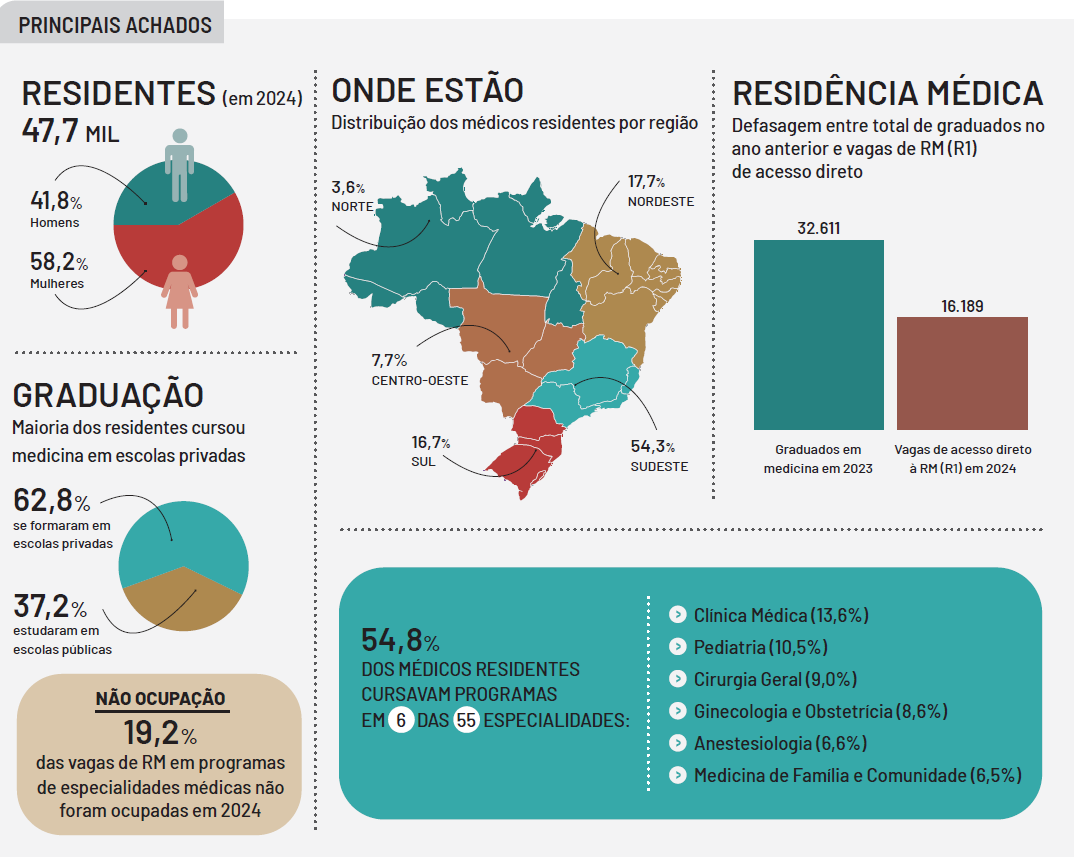 PRINCIPAIS ACHADOS
RESIDENTES (em 2024)
47,7 MIL
41,8%
Homens
58,2%
Mulheres
GRADUAÇÃO
Maioria dos residentes cursou
medicina em escolas privadas
62,8%
se formaram em
escolas privadas
37,2%
estudaram em
escolas públicas
NÃO OCUPAÇÃO
19,2%
das vagas de RM em programas
de especialidades médicas não
foram ocupadas em 2024
ONDE ESTÃO
Distribuição dos médicos residentes por região
3,6%
NORTE
17,7%
NORDESTE
7,7%
CENTRO-OESTE
16,7%
SUL
54,3%
SUDESTE
RESIDÊNCIA MÉDICA
Defasagem entre total de graduados no
ano anterior e vagas de RM (R1)
de acesso direto
32.611
16.189
Graduados em
medicina em 2023
Vagas de acesso direto
à RM (R1) em 2024
54,8%
DOS MÉDICOS RESIDENTES
CURSAVAM PROGRAMAS
EM 6 DAS 55 ESPECIALIDADES:
Clínica Médica (13,6%)
Pediatria (10,5%)
Cirurgia Geral (9,0%)
Ginecologia e Obstetrícia (8,6%)
Anestesiologia (6,6%)
Medicina de Família e Comunidade (6,5%)